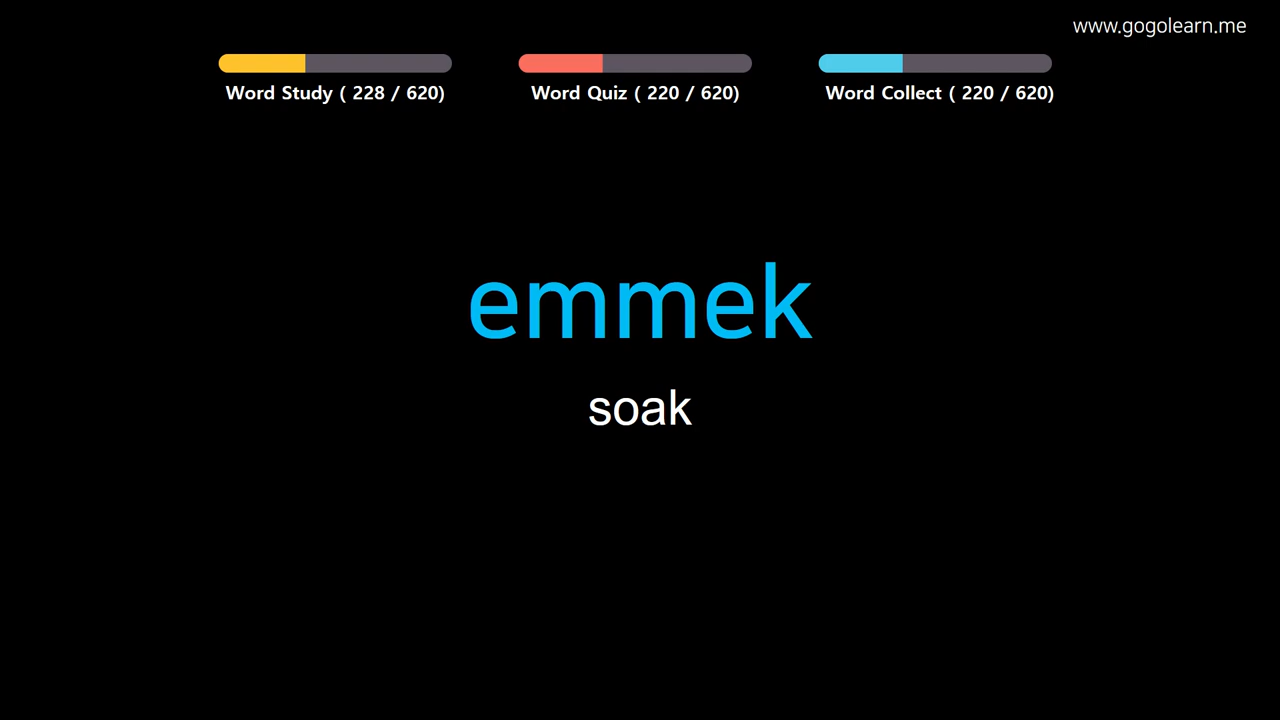 www.gogolearn.me
Word Study ( 228 / 620)
Word Quiz ( 220 / 620)
Word Collect ( 220 / 620)
emmek
soak